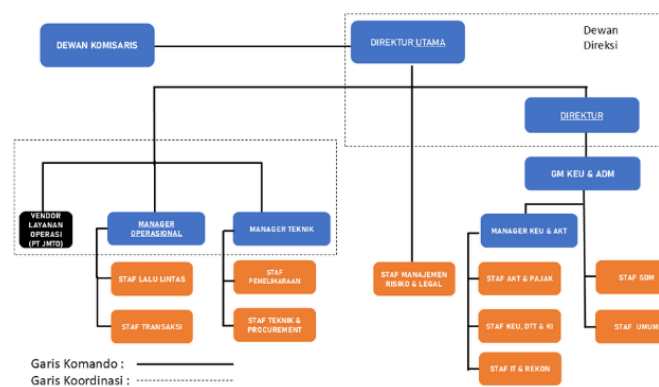 DEWAN KOMISARIS
DIREKTUR UTAMA
Dewan
Direksi
DIREKTUR
GM KEU & ADM
VENDOR
LAYANAN
OPERASI
(PT JMTO)
MANAGER
OPERASIONAL
MANAGER TEKNIK
MANAGER KEU & AKT
STAF LALU LINTAS
STAF
PEMELIHARAAN
STAF MANAJEMEN
RISIKO & LEGAL
STAF AKT & PAJAK
STAF SDM
STAF TRANSAKSI
STAF TEKNIK &
PROCUREMENT
STAF KEU, DTT & KI
STAF UMUM
STAF IT & REKON
Garis Komando :
Garis Koordinasi :